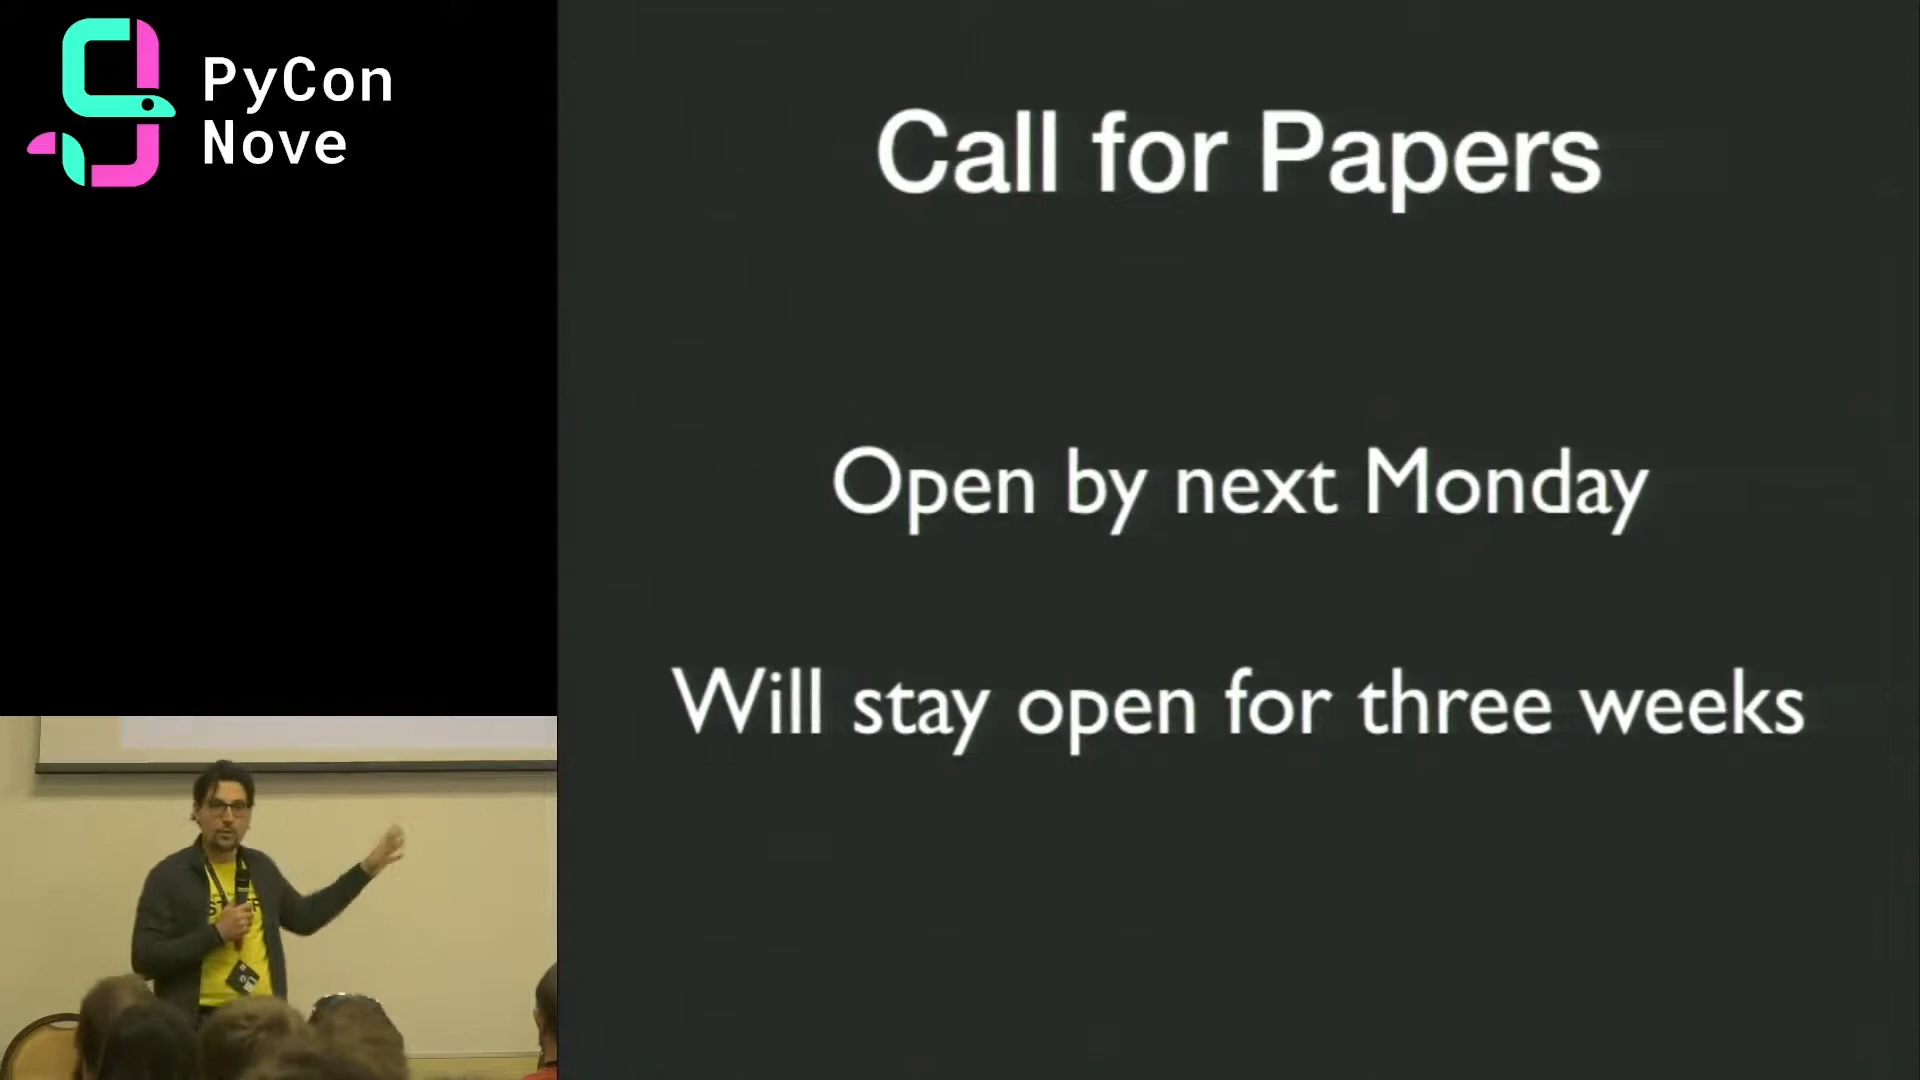 PyCon
Nove
Call for Papers
Open by next Monday
Will stay open for three weeks